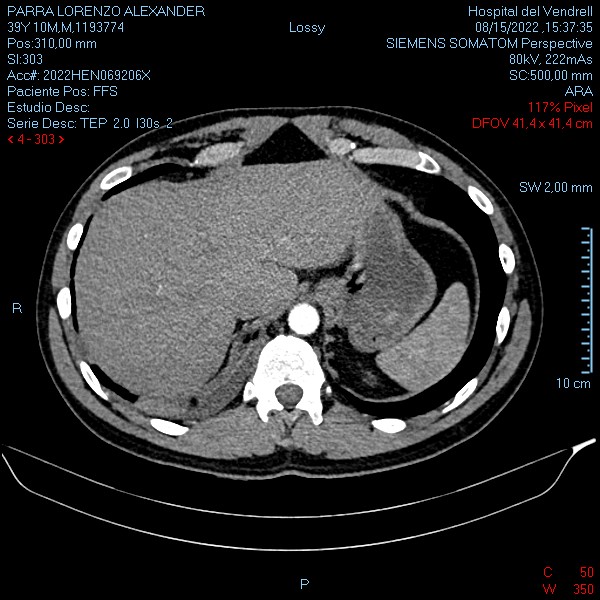 PARRA LORENZO ALEXANDER
39Y 10M,M,1193774
Pos:310,00 mm
SI:303
Acc#: 2022HEN069206X
Paciente Pos: FFS
Estudio Desc:
Serie Desc: TEP 2.0 I30s_2
< 4 - 303 >
Lossy
Hospital del Vendrell
08/15/2022 ,15:37:35
SIEMENS SOMATOM Perspective
80kV, 222mAs
SC:500,00 mm
ARA
117% Pixel
DFOV 41,4 x 41,4 cm
SW 2,00 mm
R
10 cm
P
C 50
W 350